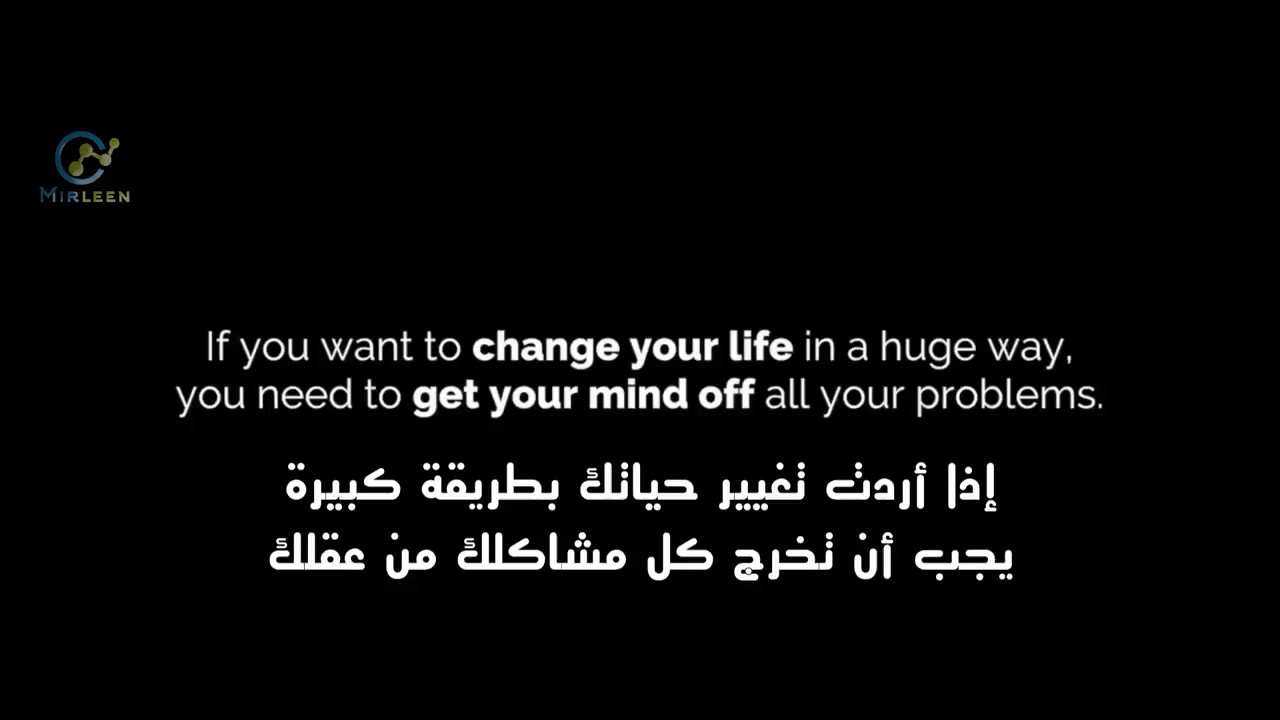 MIRLEEN
If you want to change your life in a huge way,
you need to get your mind off all your problems.
إذا أردت تغيير حياتك بطريقة كبيرة
يجب أن تخرج كل مشاكلك من عقلك